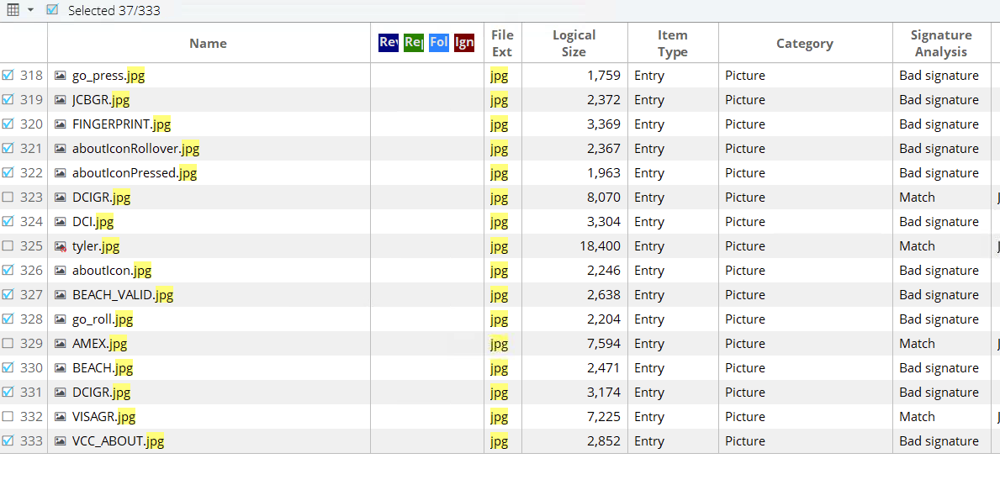 Selected 37/333
Name Rev Rep Fol Ign File Ext Logical Size Item Type Category Signature Analysis
318 go_press.jpg jpg 1,759 Entry Picture Bad signature
319 JCBGR.jpg jpg 2,372 Entry Picture Bad signature
320 FINGERPRINT.jpg jpg 3,369 Entry Picture Bad signature
321 aboutIconRollover.jpg jpg 2,367 Entry Picture Bad signature
322 aboutIconPressed.jpg jpg 1,963 Entry Picture Bad signature
323 DCIGR.jpg jpg 8,070 Entry Picture Match J
324 DCI.jpg jpg 3,304 Entry Picture Bad signature
325 tyler.jpg jpg 18,400 Entry Picture Match J
326 aboutIcon.jpg jpg 2,246 Entry Picture Bad signature
327 BEACH_VALID.jpg jpg 2,638 Entry Picture Bad signature
328 go_roll.jpg jpg 2,204 Entry Picture Bad signature
329 AMEX.jpg jpg 7,594 Entry Picture Match J
330 BEACH.jpg jpg 2,471 Entry Picture Bad signature
331 DCIGR.jpg jpg 3,174 Entry Picture Bad signature
332 VISAGR.jpg jpg 7,225 Entry Picture Match J
333 VCC_ABOUT.jpg jpg 2,852 Entry Picture Bad signature